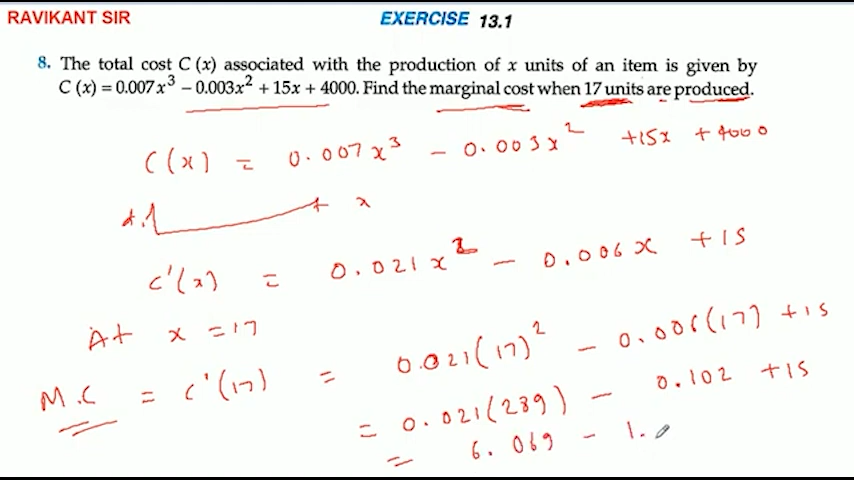 RAVIKANT SIR
EXERCISE 13.1
8. The total cost C (x) associated with the production of x units of an item is given by
C (x) = 0.007x³ – 0.003x² + 15x + 4000. Find the marginal cost when 17 units are produced.
C(x) = 0.007x³ – 0.003x² +15x + 4000
x
C'(x) = 0.021x² – 0.006x +15
At x = 17
M.C = C'(17) = 0.021(17)² – 0.006(17) +15
= 0.021(289) – 0.102 +15
= 6.069 – 1.